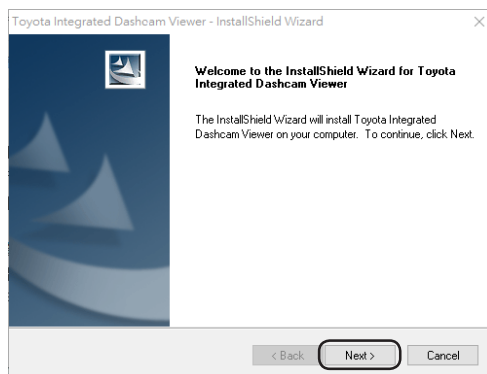 Toyota Integrated Dashcam Viewer - InstallShield Wizard
Welcome to the InstallShield Wizard for Toyota
Integrated Dashcam Viewer
The InstallShield Wizard will install Toyota Integrated
Dashcam Viewer on your computer. To continue, click Next.
< Back Next > Cancel